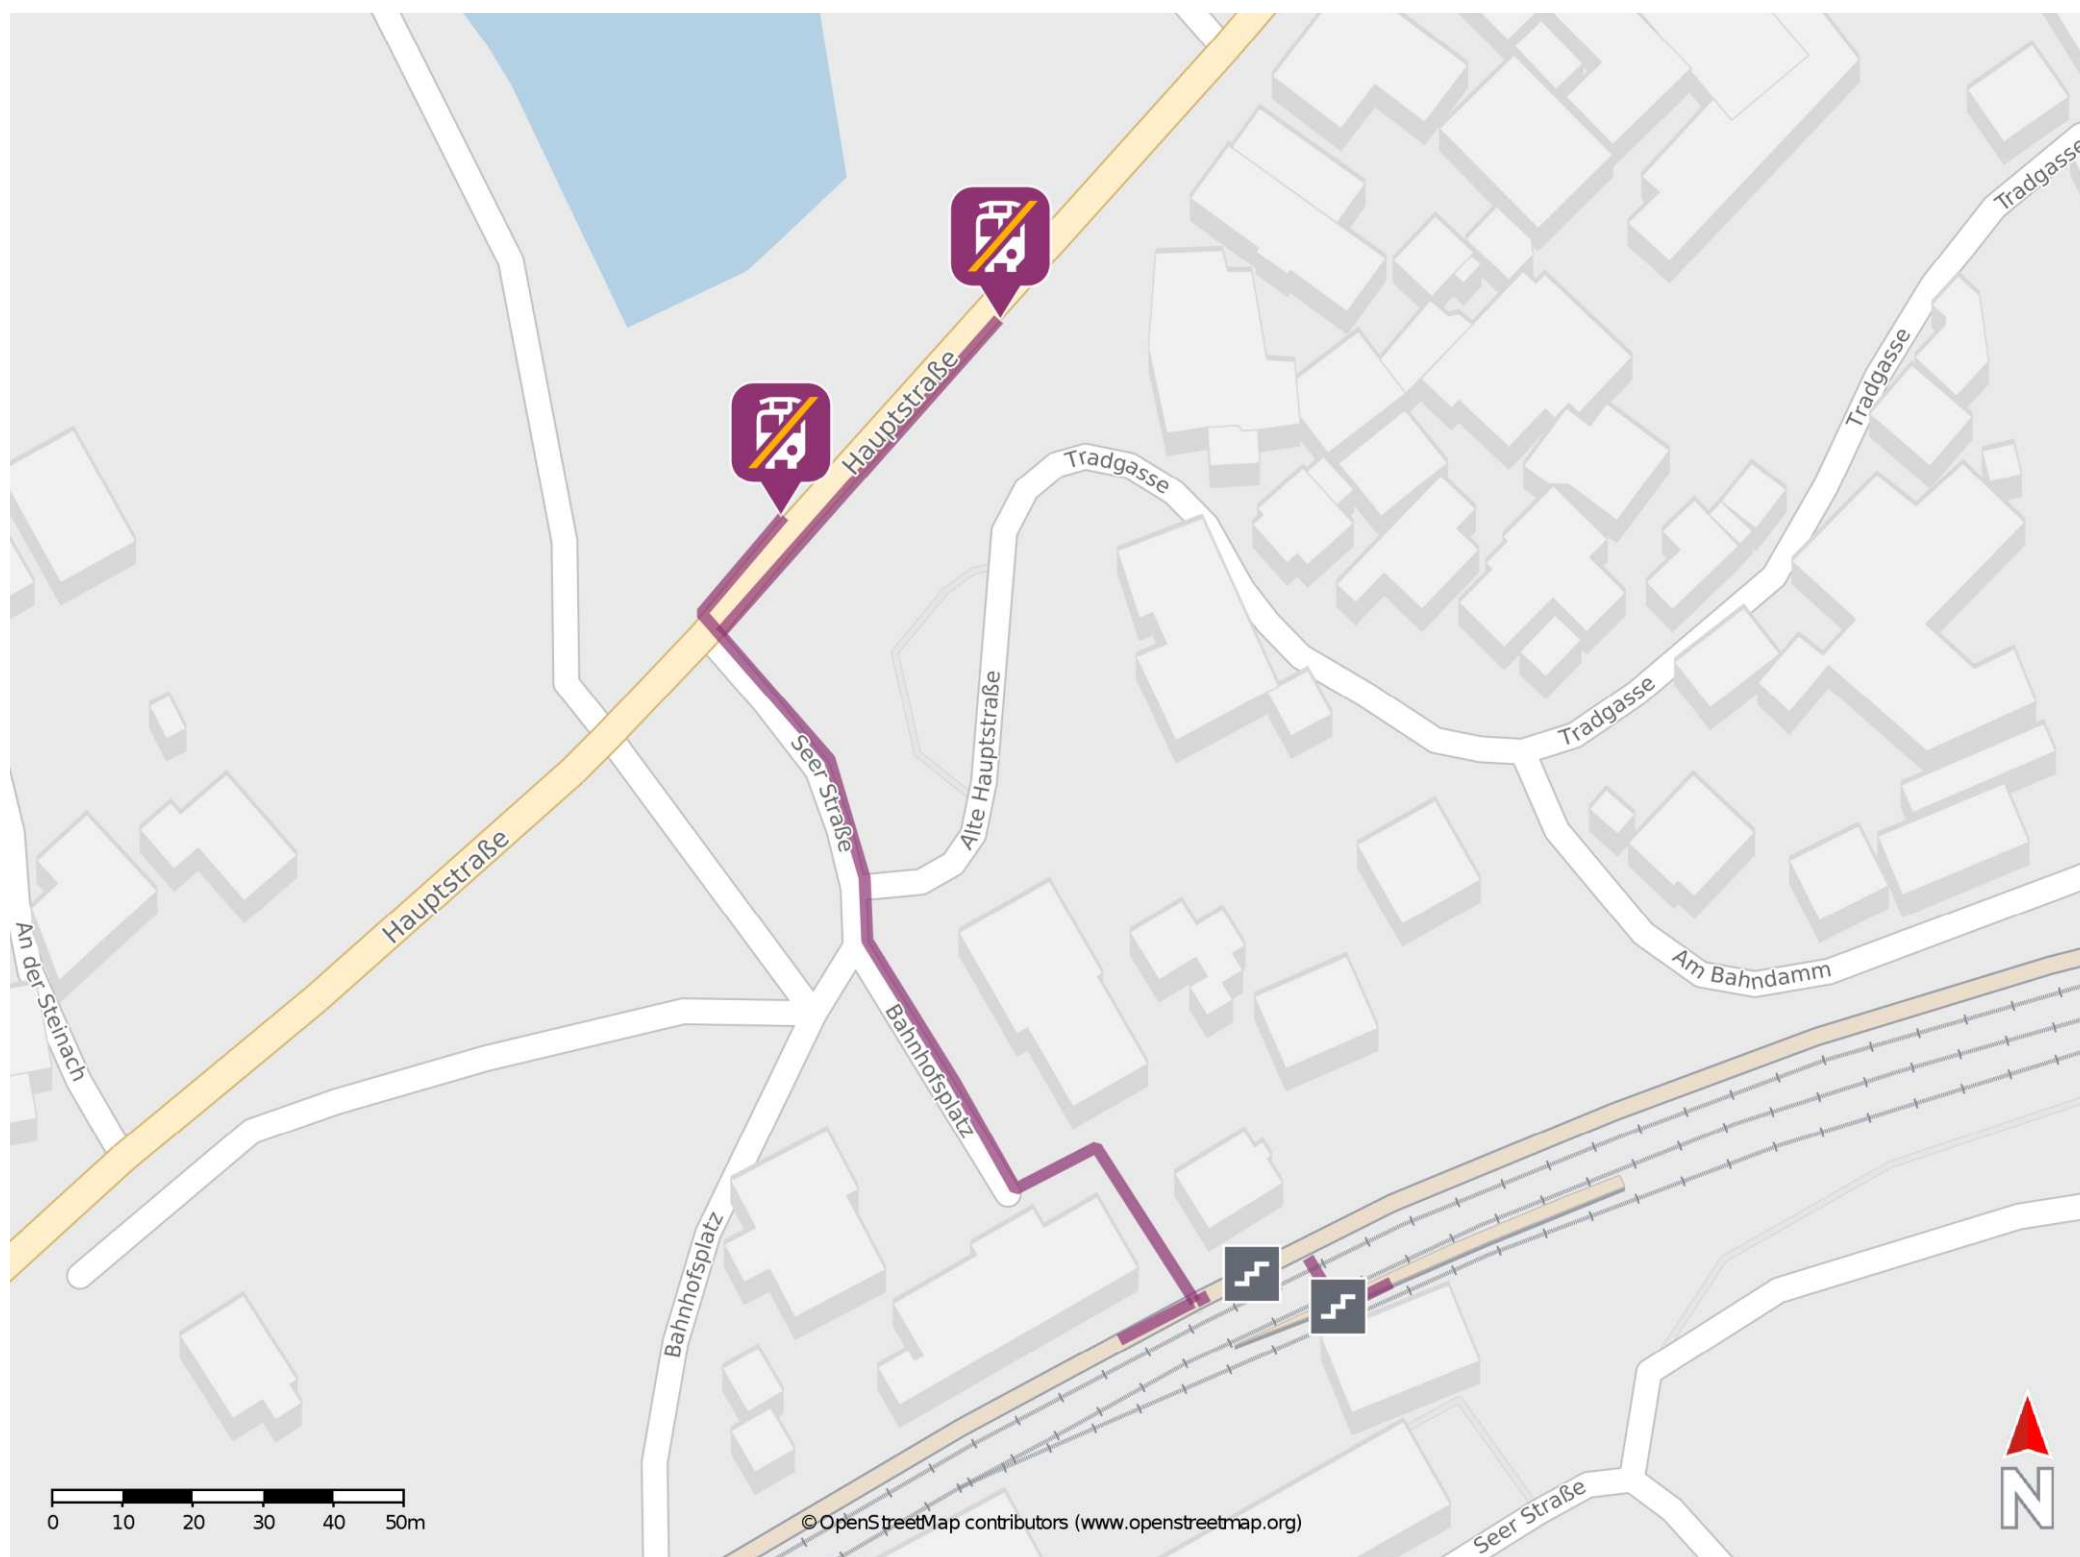 Tradgasse
Hauptstraße
Tradgasse
Tradgasse
Alte Hauptstraße
Tradgasse
Seer Straße
Hauptstraße
An der Steinach
Am Bahndamm
Bahnhofsplatz
Bahnhofsplatz
Seer Straße
0 10 20 30 40 50m
© OpenStreetMap contributors (www.openstreetmap.org)
N